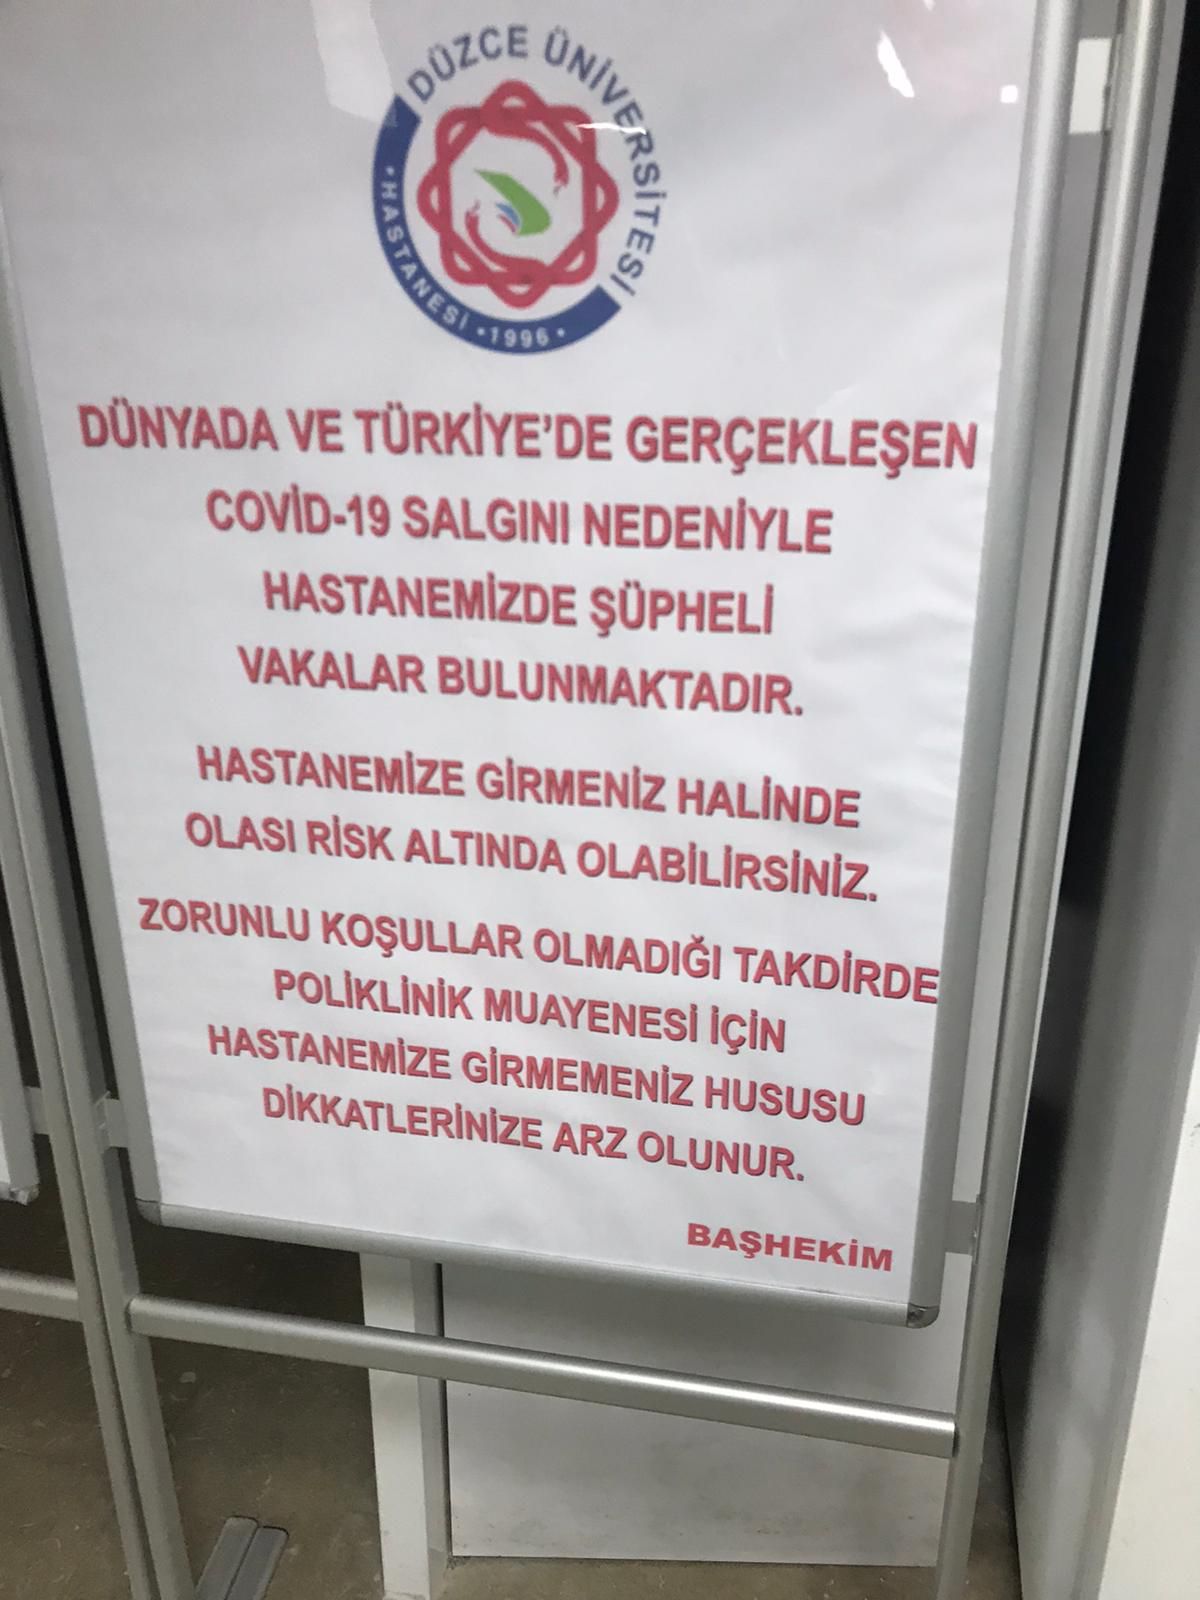 DÜZCE ÜNİVERSİTESİ
• HASTANESİ • 1996 •
DÜNYADA VE TÜRKİYE'DE GERÇEKLEŞEN
COVİD-19 SALGINI NEDENİYLE
HASTANEMİZDE ŞÜPHELİ
VAKALAR BULUNMAKTADIR.
HASTANEMİZE GİRMENİZ HALİNDE
OLASI RİSK ALTINDA OLABİLİRSİNİZ.
ZORUNLU KOŞULLAR OLMADIĞI TAKDİRDE
POLİKLİNİK MUAYENESİ İÇİN
HASTANEMİZE GİRMEMENİZ HUSUSU
DİKKATLERİNİZE ARZ OLUNUR.
BAŞHEKİM